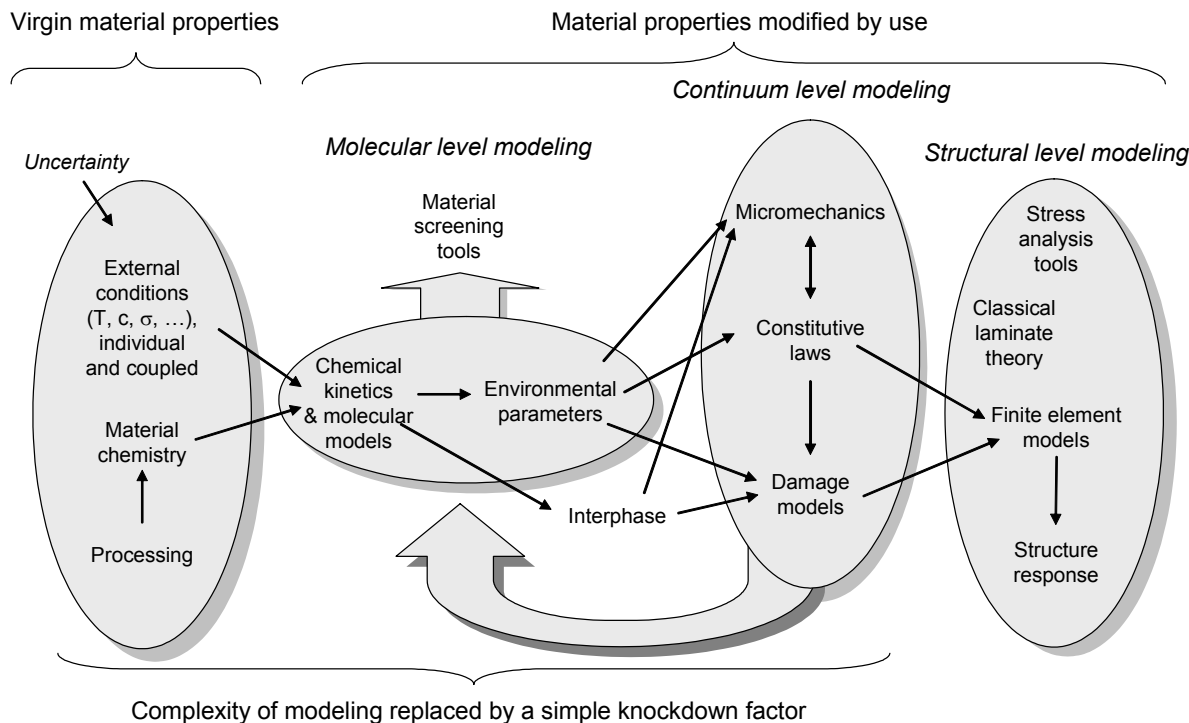 Virgin material properties
Material properties modified by use
Continuum level modeling
Molecular level modeling
Structural level modeling
Uncertainty
External
conditions
(T, c, σ, …),
individual
and coupled
Material
chemistry
Processing
Material
screening
tools
Chemical
kinetics
& molecular
models
Environmental
parameters
Interphase
Micromechanics
Constitutive
laws
Damage
models
Stress
analysis
tools
Classical
laminate
theory
Finite element
models
Structure
response
Complexity of modeling replaced by a simple knockdown factor